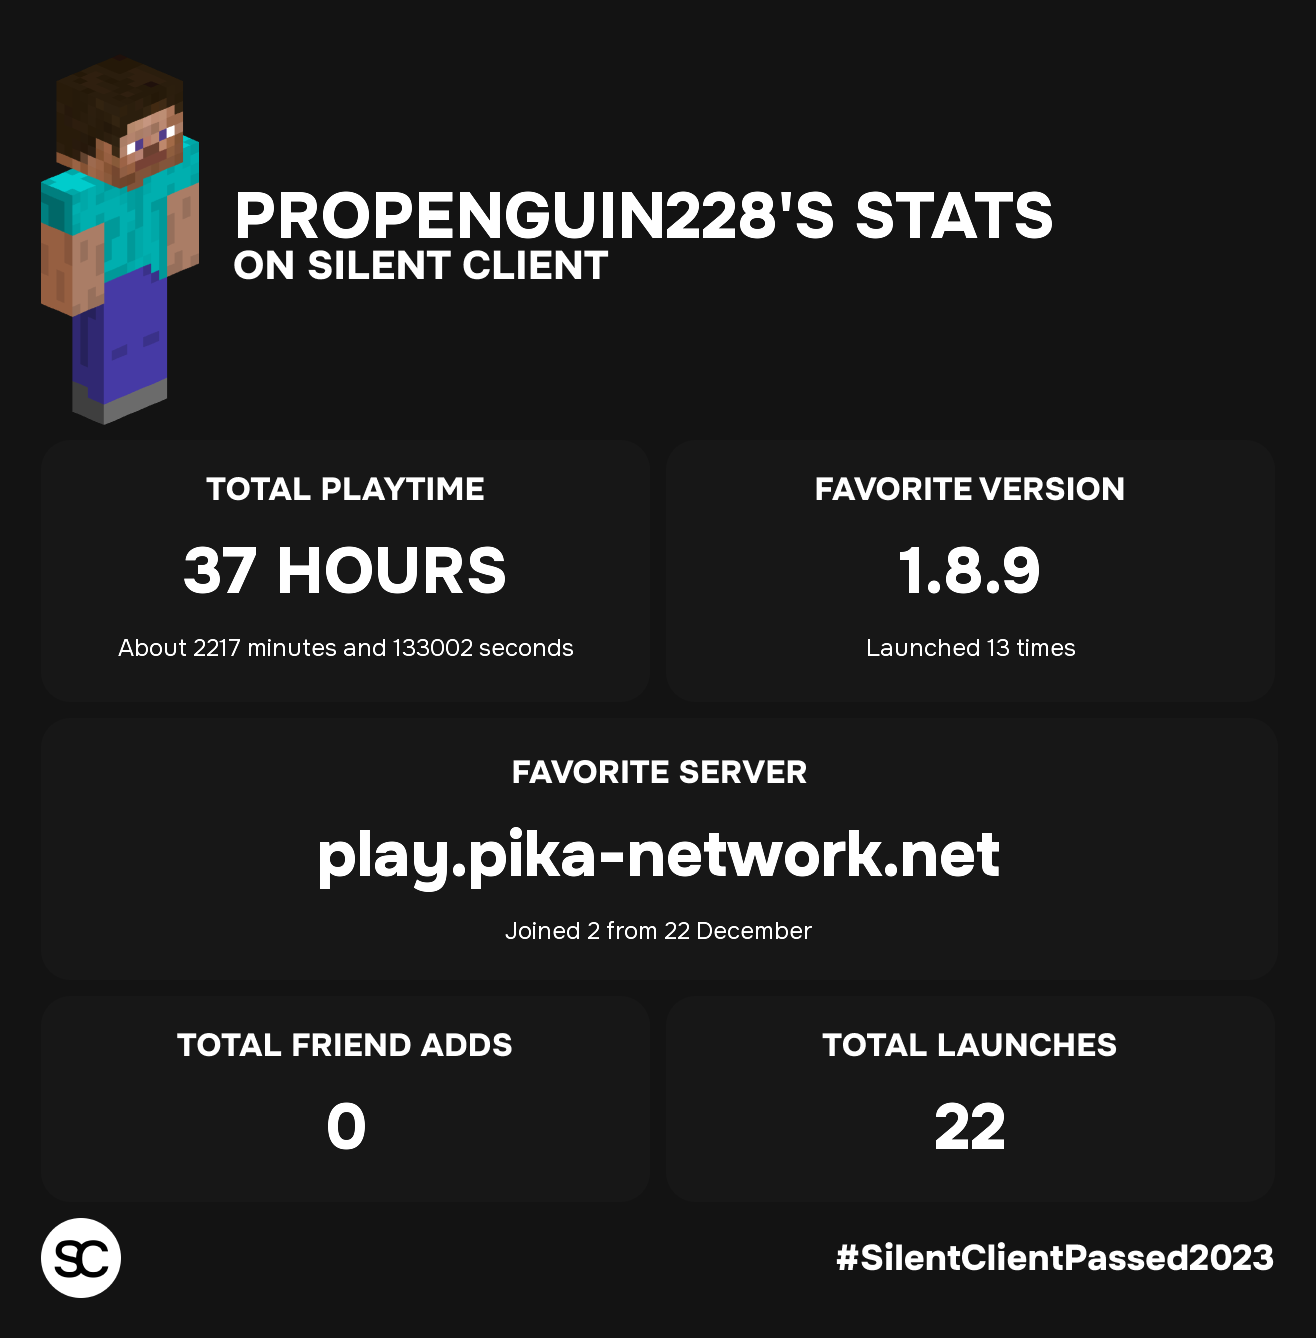 PROPENGUIN228'S STATS
ON SILENT CLIENT
TOTAL PLAYTIME
37 HOURS
About 2217 minutes and 133002 seconds
FAVORITE VERSION
1.8.9
Launched 13 times
FAVORITE SERVER
play.pika-network.net
Joined 2 from 22 December
TOTAL FRIEND ADDS
0
TOTAL LAUNCHES
22
SC
#SilentClientPassed2023